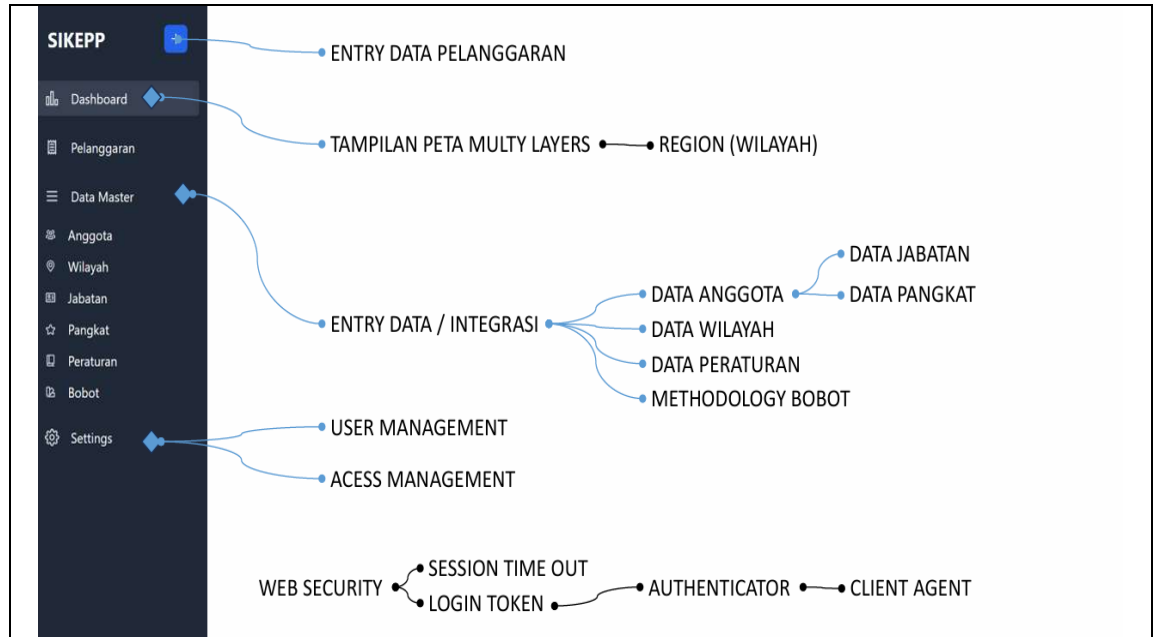 SIKEPP
ENTRY DATA PELANGGARAN
Dashboard
TAMPILAN PETA MULTY LAYERS
REGION (WILAYAH)
Pelanggaran
Data Master
Anggota
Wilayah
Jabatan
Pangkat
Peraturan
Bobot
ENTRY DATA / INTEGRASI
DATA ANGGOTA
DATA JABATAN
DATA PANGKAT
DATA WILAYAH
DATA PERATURAN
METHODOLOGY BOBOT
Settings
USER MANAGEMENT
ACESS MANAGEMENT
WEB SECURITY
SESSION TIME OUT
LOGIN TOKEN
AUTHENTICATOR
CLIENT AGENT